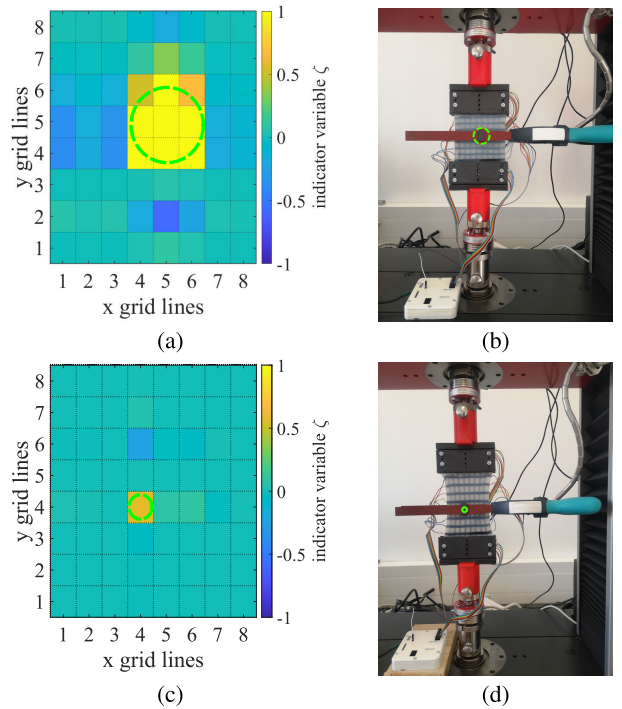 8
7
6
5
4
3
2
1
y grid lines
1 2 3 4 5 6 7 8
x grid lines
1
0.5
0
-0.5
-1
indicator variable ζ
(a)
(b)
8
7
6
5
4
3
2
1
y grid lines
1 2 3 4 5 6 7 8
x grid lines
1
0.5
0
-0.5
-1
indicator variable ζ
(c)
(d)